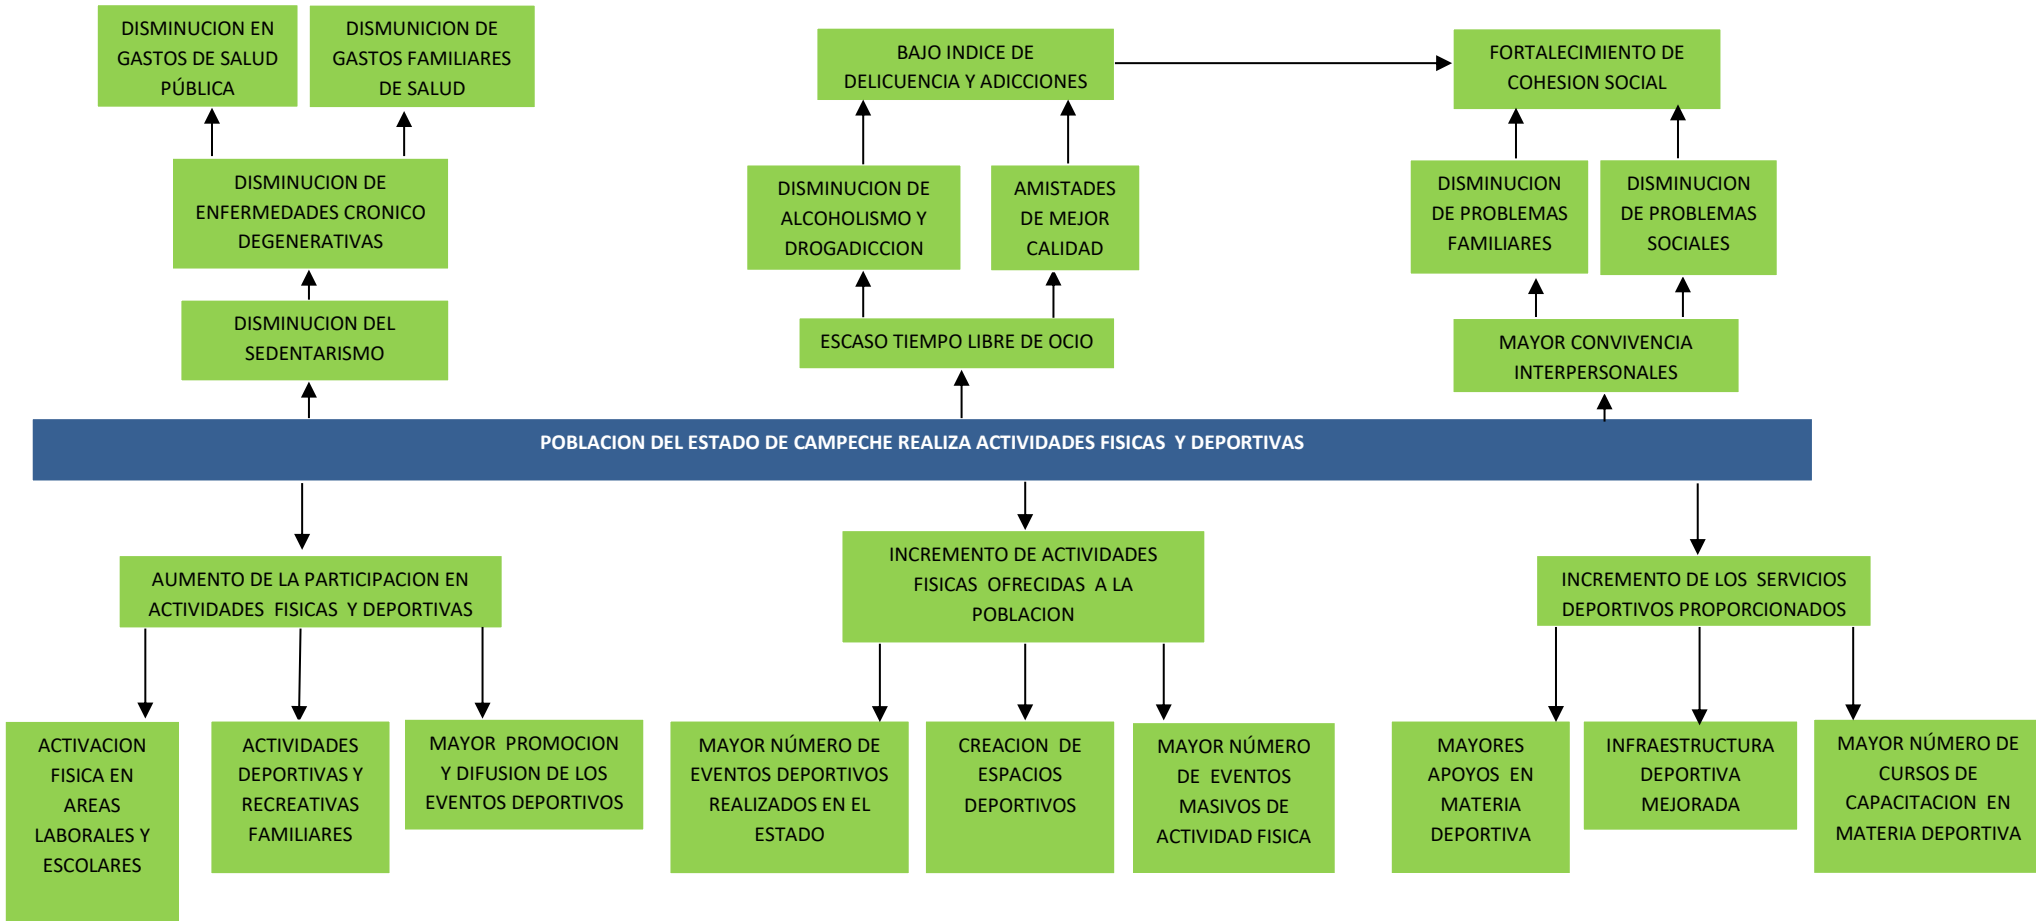 DISMINUCION EN
GASTOS DE SALUD
PÚBLICA
DISMUNICION DE
GASTOS FAMILIARES
DE SALUD
BAJO INDICE DE
DELICUENCIA Y ADICCIONES
FORTALECIMIENTO DE
COHESION SOCIAL
DISMINUCION DE
ENFERMEDADES CRONICO
DEGENERATIVAS
DISMINUCION DE
ALCOHOLISMO Y
DROGADICCION
AMISTADES
DE MEJOR
CALIDAD
DISMINUCION
DE PROBLEMAS
FAMILIARES
DISMINUCION
DE PROBLEMAS
SOCIALES
DISMINUCION DEL
SEDENTARISMO
ESCASO TIEMPO LIBRE DE OCIO
MAYOR CONVIVENCIA
INTERPERSONALES
POBLACION DEL ESTADO DE CAMPECHE REALIZA ACTIVIDADES FISICAS Y DEPORTIVAS
AUMENTO DE LA PARTICIPACION EN
ACTIVIDADES FISICAS Y DEPORTIVAS
INCREMENTO DE ACTIVIDADES
FISICAS OFRECIDAS A LA
POBLACION
INCREMENTO DE LOS SERVICIOS
DEPORTIVOS PROPORCIONADOS
ACTIVACION
FISICA EN
AREAS
LABORALES Y
ESCOLARES
ACTIVIDADES
DEPORTIVAS Y
RECREATIVAS
FAMILIARES
MAYOR PROMOCION
Y DIFUSION DE LOS
EVENTOS DEPORTIVOS
MAYOR NÚMERO DE
EVENTOS DEPORTIVOS
REALIZADOS EN EL
ESTADO
CREACION DE
ESPACIOS
DEPORTIVOS
MAYOR NÚMERO
DE EVENTOS
MASIVOS DE
ACTIVIDAD FISICA
MAYORES
APOYOS EN
MATERIA
DEPORTIVA
INFRAESTRUCTURA
DEPORTIVA
MEJORADA
MAYOR NÚMERO DE
CURSOS DE
CAPACITACION EN
MATERIA DEPORTIVA